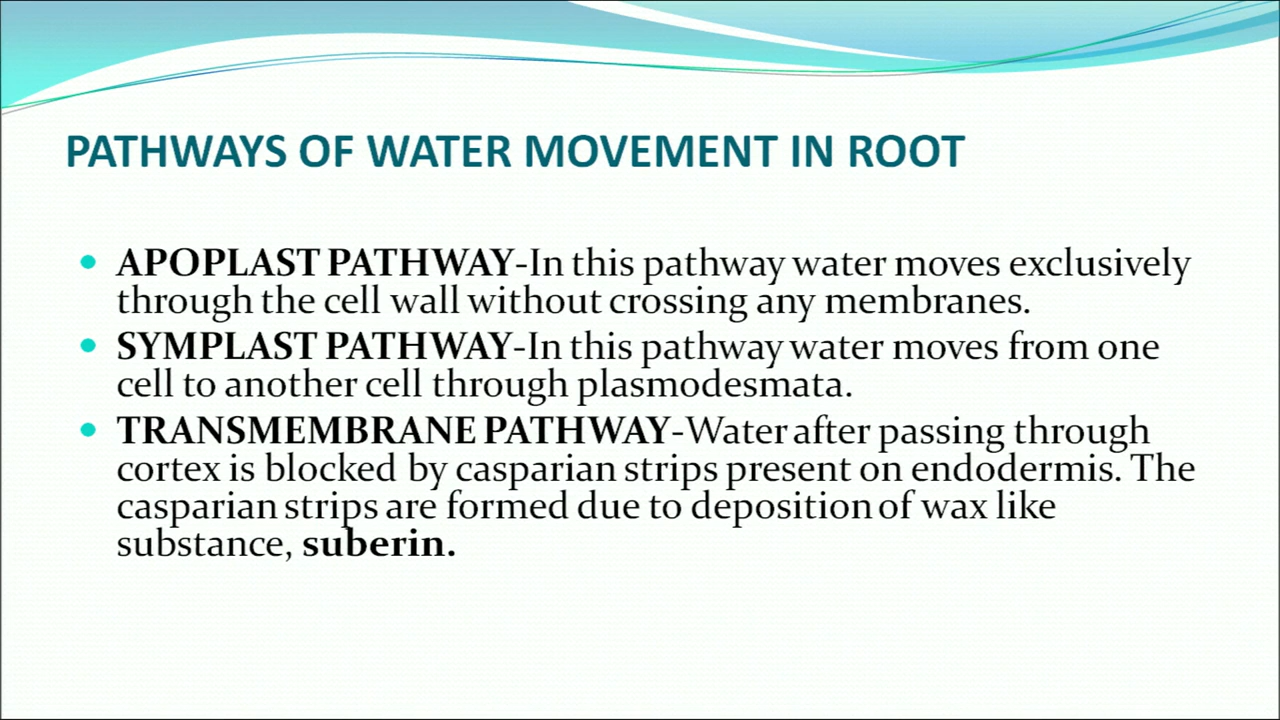 PATHWAYS OF WATER MOVEMENT IN ROOT
• APOPLAST PATHWAY-In this pathway water moves exclusively
through the cell wall without crossing any membranes.
• SYMPLAST PATHWAY-In this pathway water moves from one
cell to another cell through plasmodesmata.
• TRANSMEMBRANE PATHWAY-Water after passing through
cortex is blocked by casparian strips present on endodermis. The
casparian strips are formed due to deposition of wax like
substance, suberin.